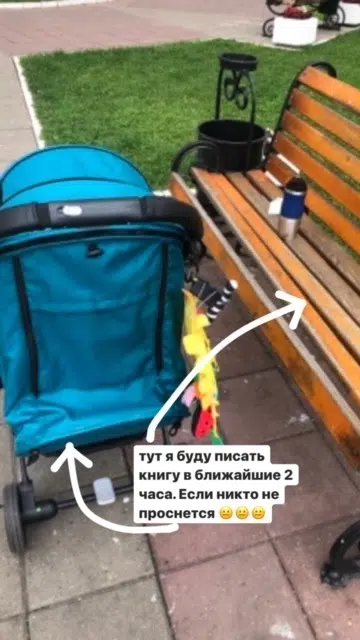 тут я буду писать
книгу в ближайшие 2
часа. Если никто не
проснется 😐😐😐